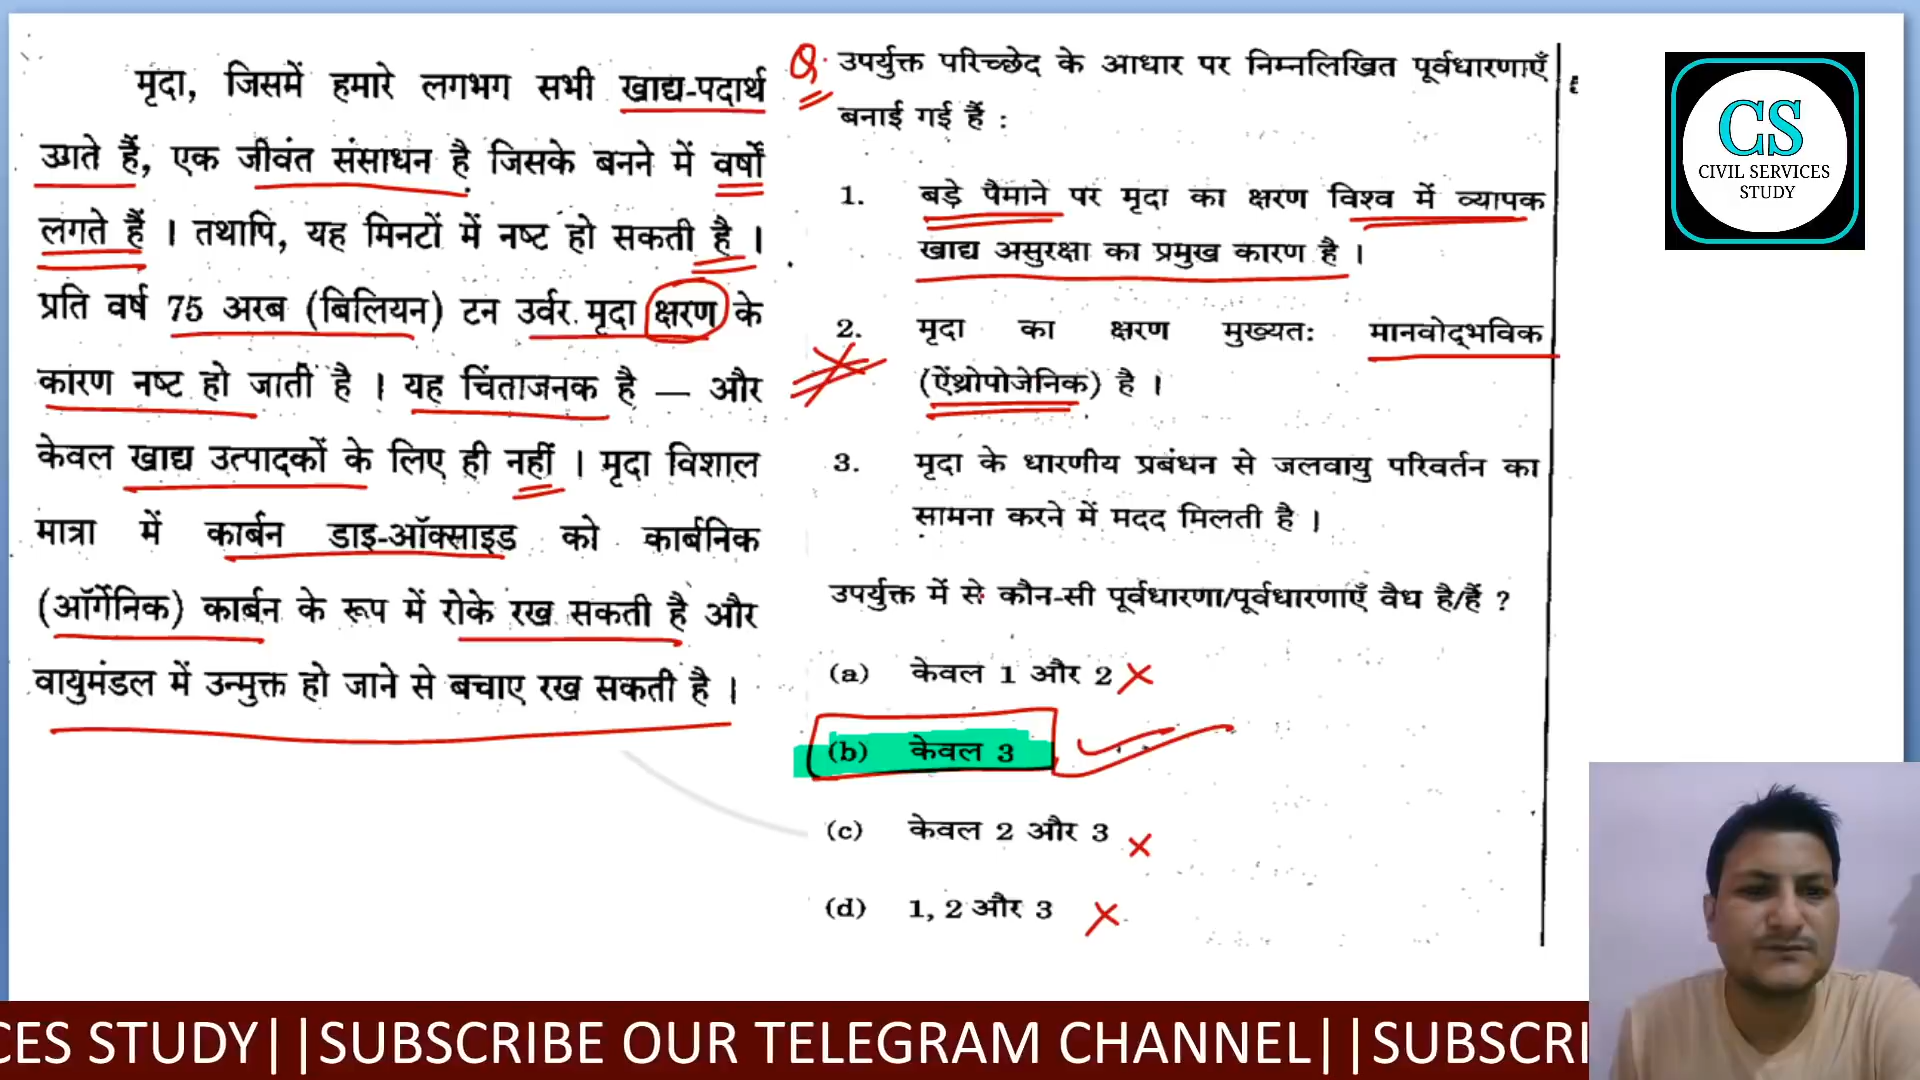 मृदा, जिसमें हमारे लगभग सभी खाद्य-पदार्थ
उगते हैं, एक जीवंत संसाधन है जिसके बनने में वर्षों
लगते हैं । तथापि, यह मिनटों में नष्ट हो सकती है ।
प्रति वर्ष 75 अरब (बिलियन) टन उर्वर मृदा क्षरण के
कारण नष्ट हो जाती है । यह चिंताजनक है — और
केवल खाद्य उत्पादकों के लिए ही नहीं । मृदा विशाल
मात्रा में कार्बन डाइ-ऑक्साइड को कार्बनिक
(ऑर्गेनिक) कार्बन के रूप में रोके रख सकती है और
वायुमंडल में उन्मुक्त हो जाने से बचाए रख सकती है ।
Q. उपर्युक्त परिच्छेद के आधार पर निम्नलिखित पूर्वधारणाएँ
बनाई गई हैं :
1. बड़े पैमाने पर मृदा का क्षरण विश्व में व्यापक
खाद्य असुरक्षा का प्रमुख कारण है ।
2. मृदा का क्षरण मुख्यतः मानवोद्भविक
(ऐंथ्रोपोजेनिक) है ।
3. मृदा के धारणीय प्रबंधन से जलवायु परिवर्तन का
सामना करने में मदद मिलती है ।
उपर्युक्त में से कौन-सी पूर्वधारणा/पूर्वधारणाएँ वैध है/हैं ?
(a) केवल 1 और 2
(b) केवल 3
(c) केवल 2 और 3
(d) 1, 2 और 3
CS
CIVIL SERVICES
STUDY
CES STUDY||SUBSCRIBE OUR TELEGRAM CHANNEL||SUBSCRI